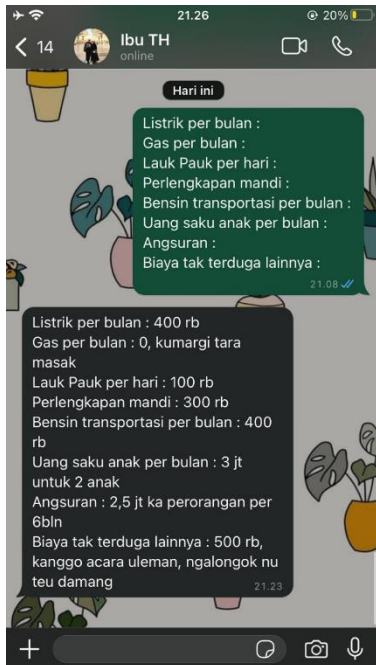 21.26
20%
14
Ibu TH
online
Hari ini
Listrik per bulan :
Gas per bulan :
Lauk Pauk per hari :
Perlengkapan mandi :
Bensin transportasi per bulan :
Uang saku anak per bulan :
Angsuran :
Biaya tak terduga lainnya :
21.08
Listrik per bulan : 400 rb
Gas per bulan : 0, kumargi tara
masak
Lauk Pauk per hari : 100 rb
Perlengkapan mandi : 300 rb
Bensin transportasi per bulan : 400
rb
Uang saku anak per bulan : 3 jt
untuk 2 anak
Angsuran : 2,5 jt ka perorangan per
6bln
Biaya tak terduga lainnya : 500 rb,
kanggo acara uleman, ngalongok nu
teu damang
21.23